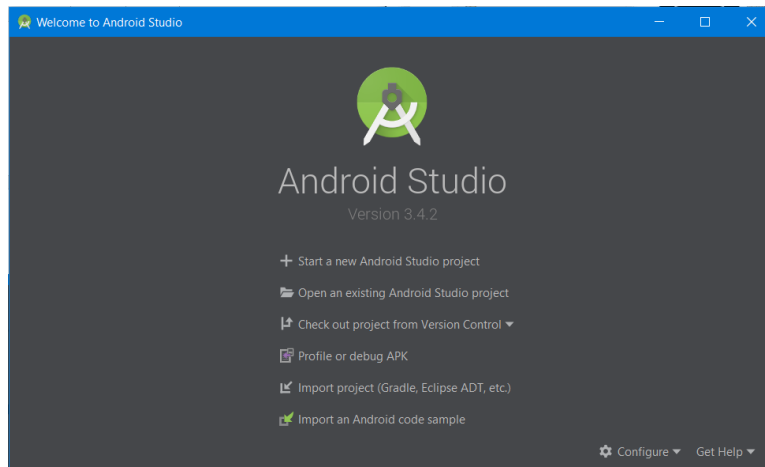 Welcome to Android Studio
Android Studio
Version 3.4.2
Start a new Android Studio project
Open an existing Android Studio project
Check out project from Version Control
Profile or debug APK
Import project (Gradle, Eclipse ADT, etc.)
Import an Android code sample
Configure Get Help